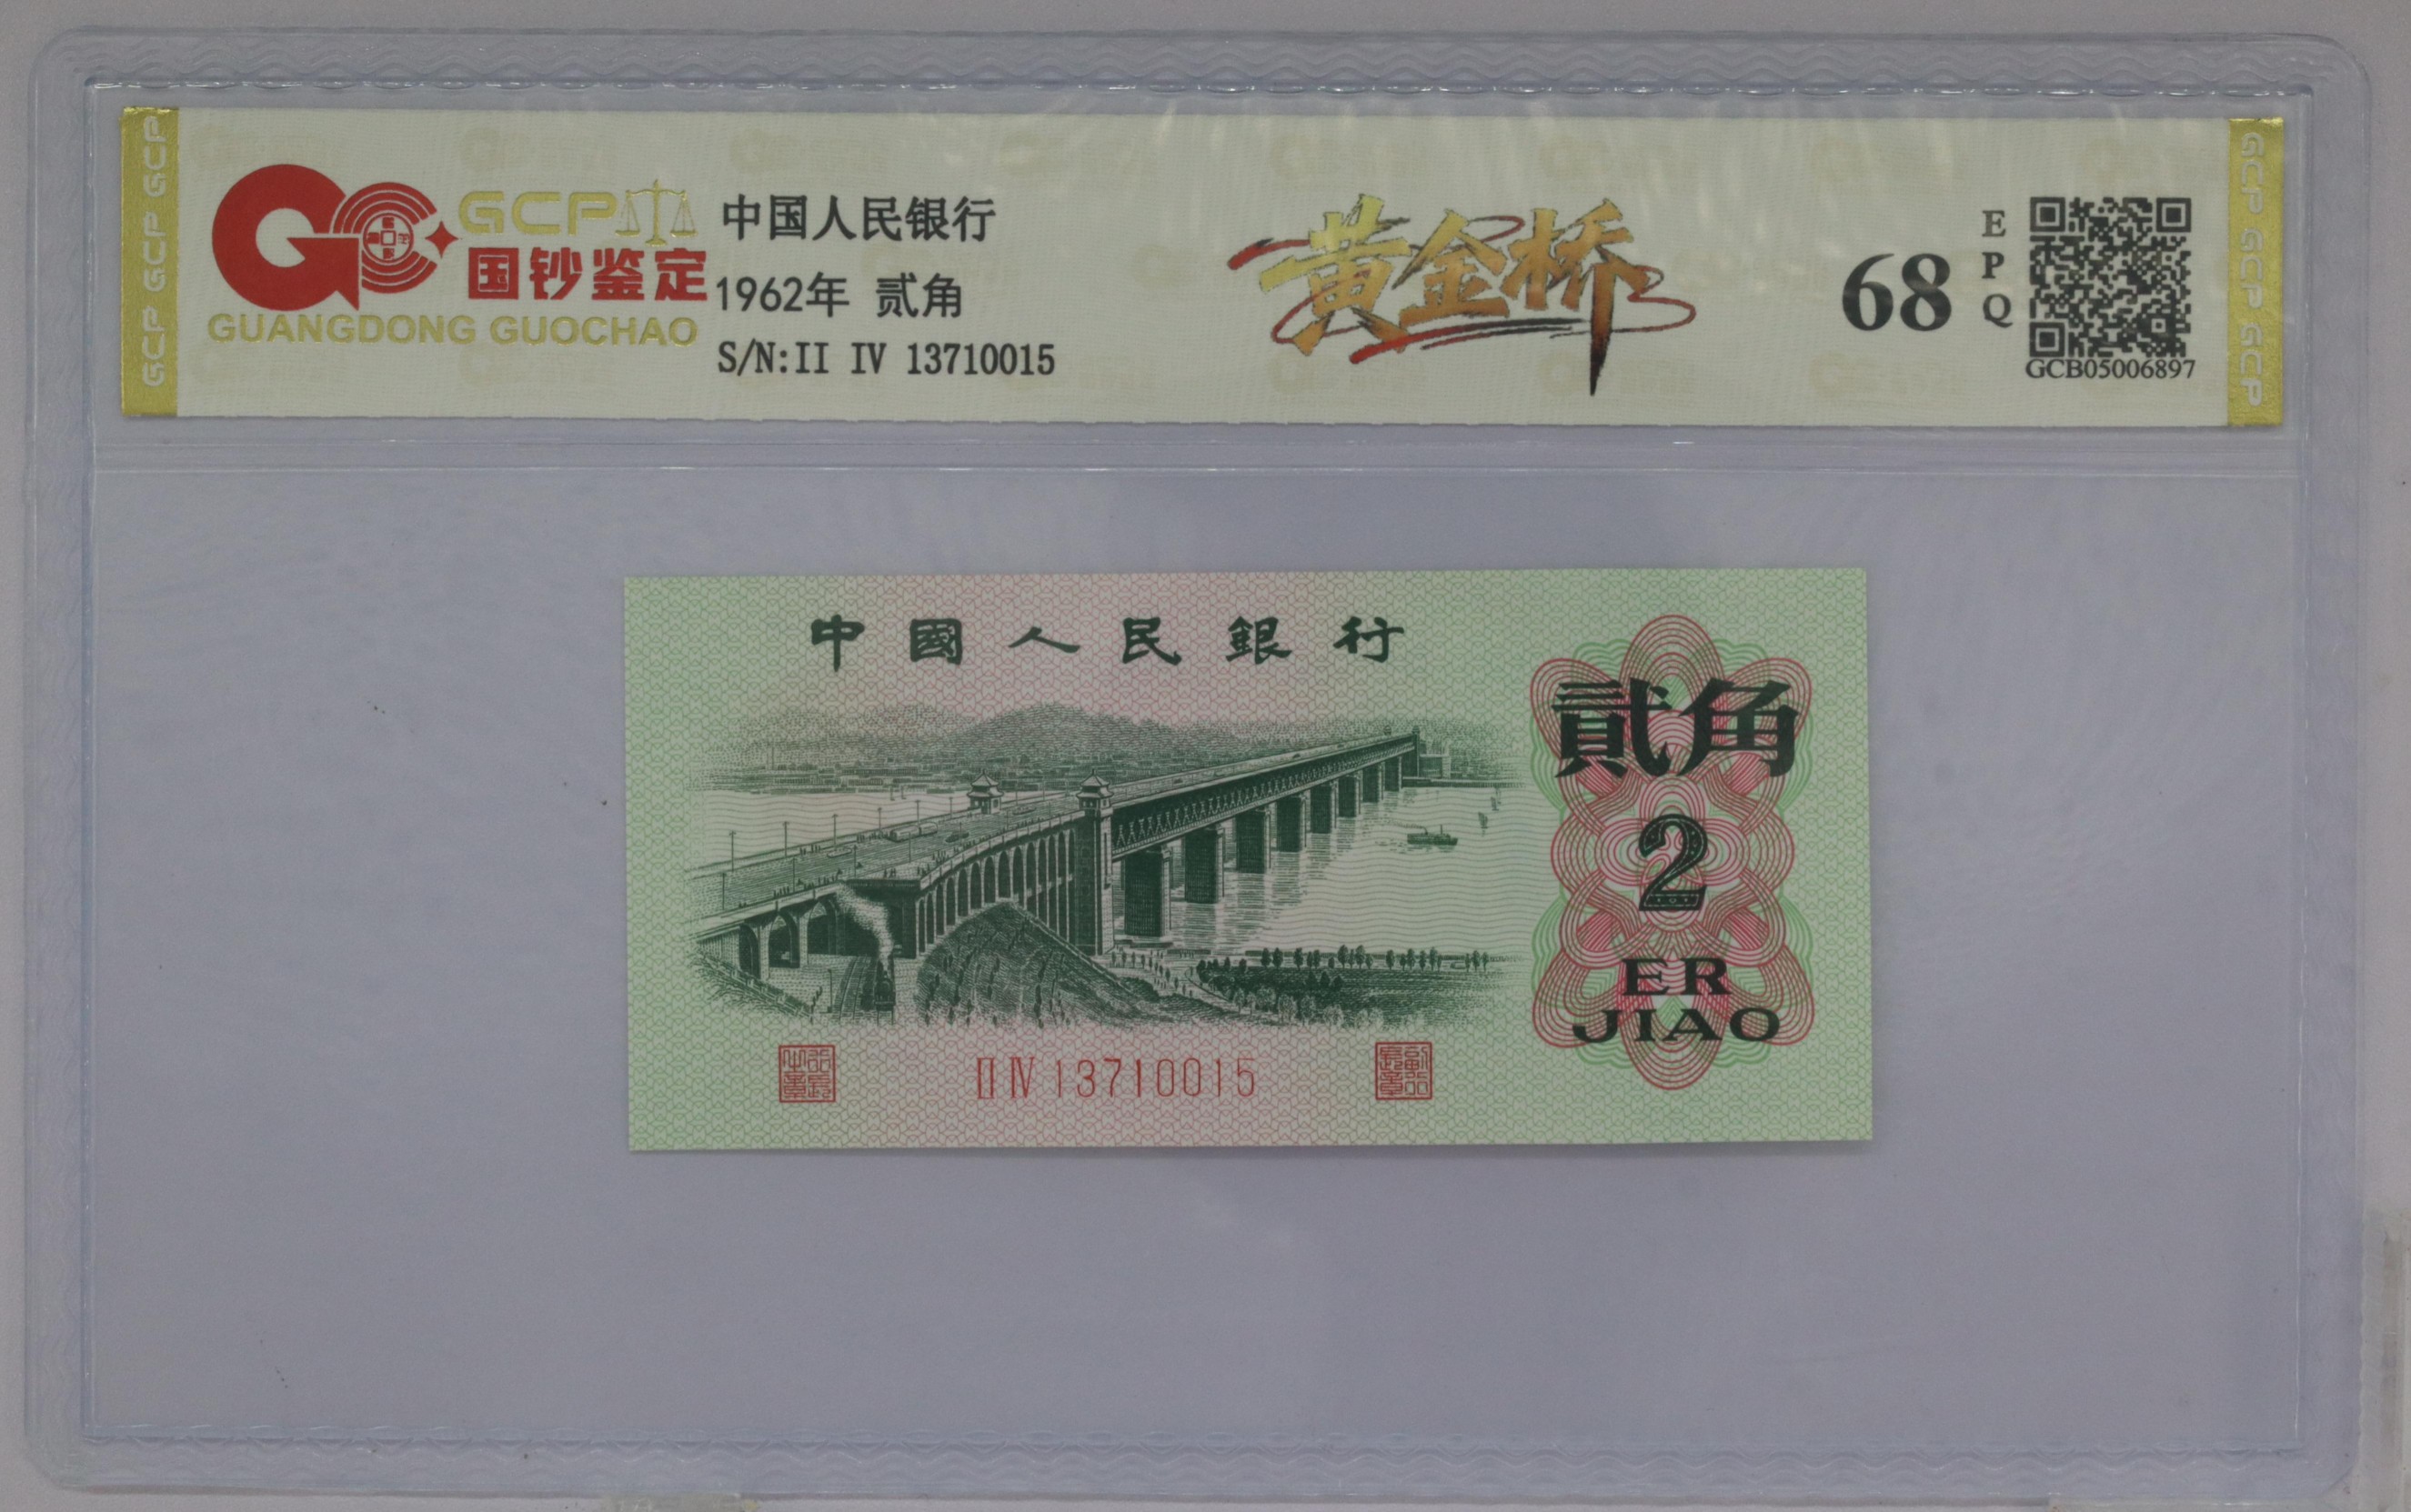 GCP GCP GCP
GCP
国钞鉴定
GUANGDONG GUOCHAO
中国人民银行
1962年 贰角
S/N:II IV 13710015
黄金桥
68
EPQ
GCB05006897
GCP GCP GCP
中國人民銀行
貳角
2
ER
JIAO
II IV 13710015